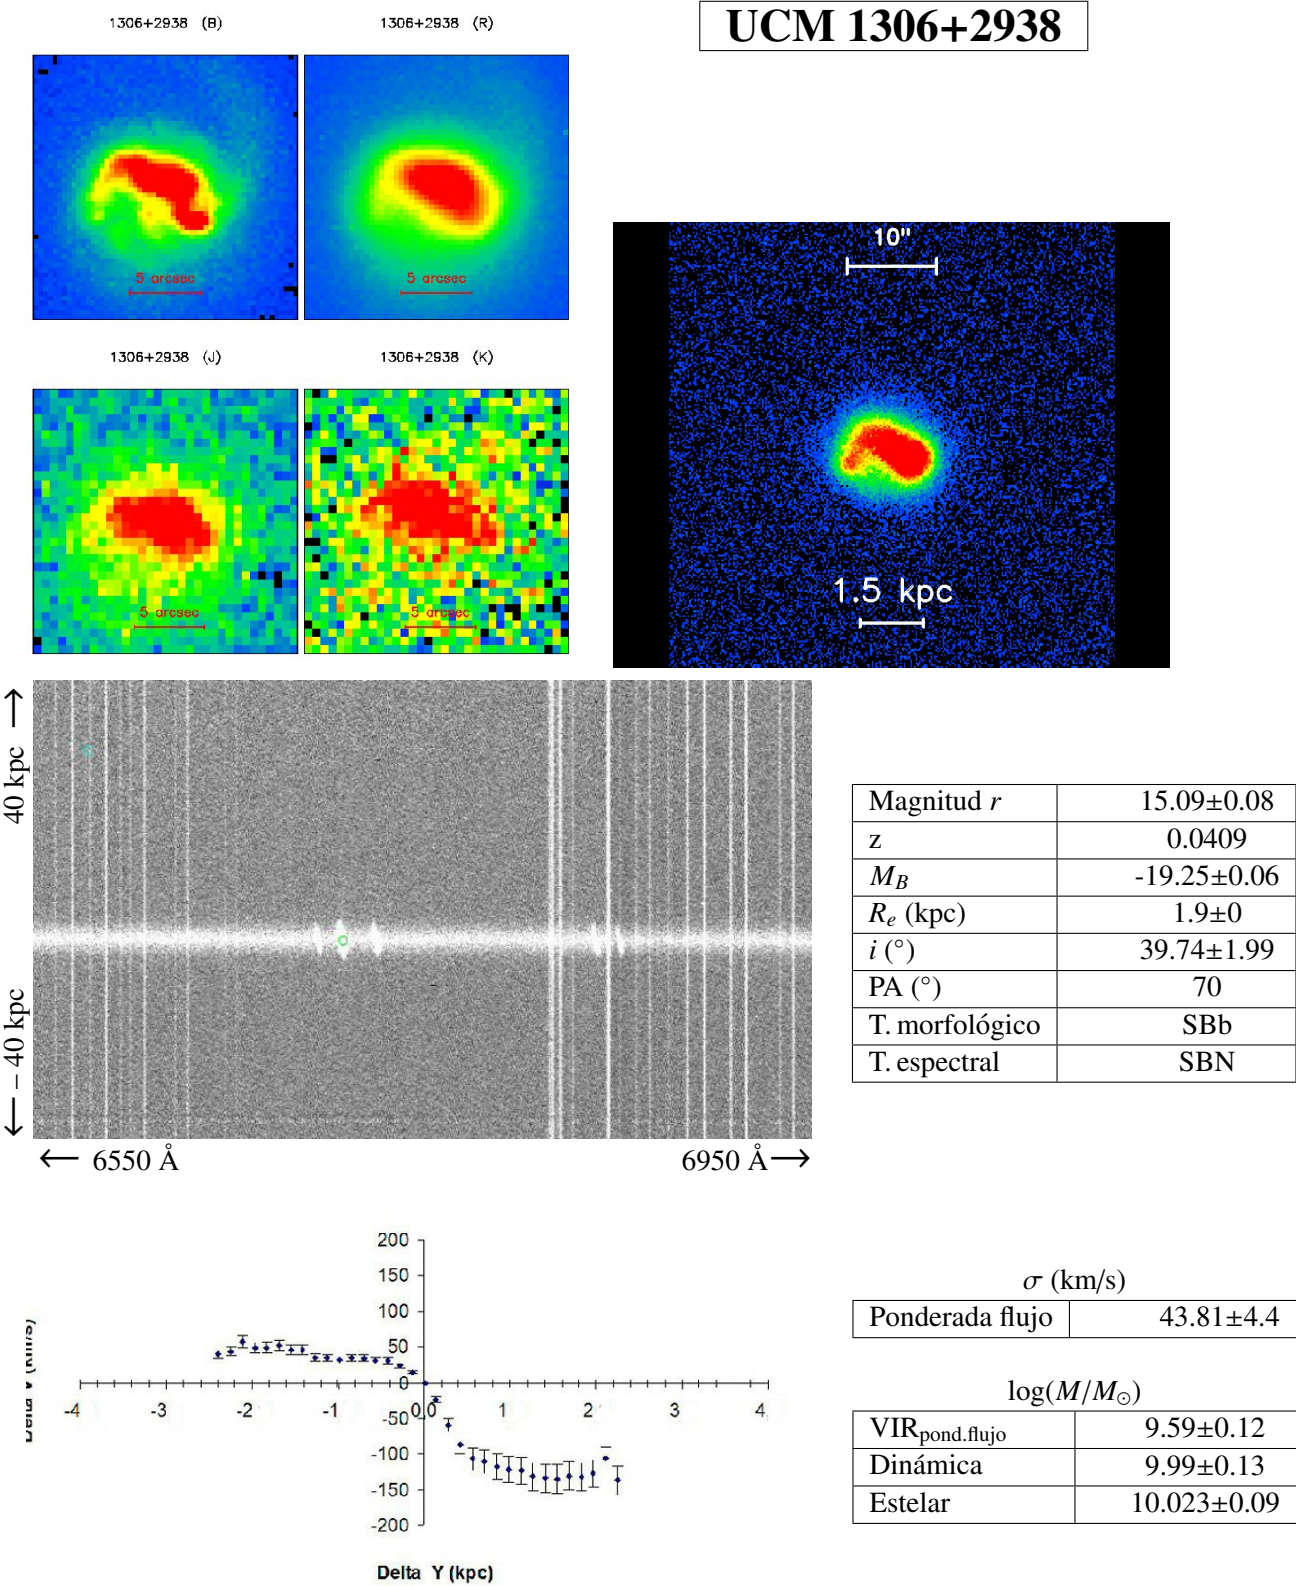 UCM 1306+2938
1306+2938 (B)
1306+2938 (R)
5 arcsec
5 arcsec
1306+2938 (J)
1306+2938 (K)
5 arcsec
5 arcsec
10"
1.5 kpc
← − 40 kpc 40 kpc →
← 6550 Å 6950 Å →
Magnitud r 15.09±0.08
z 0.0409
M_B -19.25±0.06
R_e (kpc) 1.9±0
i (°) 39.74±1.99
PA (°) 70
T. morfológico SBb
T. espectral SBN
200
150
100
50
0
-50
-100
-150
-200
-4 -3 -2 -1 0.0 1 2 3 4
Delta V (km/s)
Delta Y (kpc)
σ (km/s)
Ponderada flujo 43.81±4.4
log(M/M⊙)
VIR pond.flujo 9.59±0.12
Dinámica 9.99±0.13
Estelar 10.023±0.09